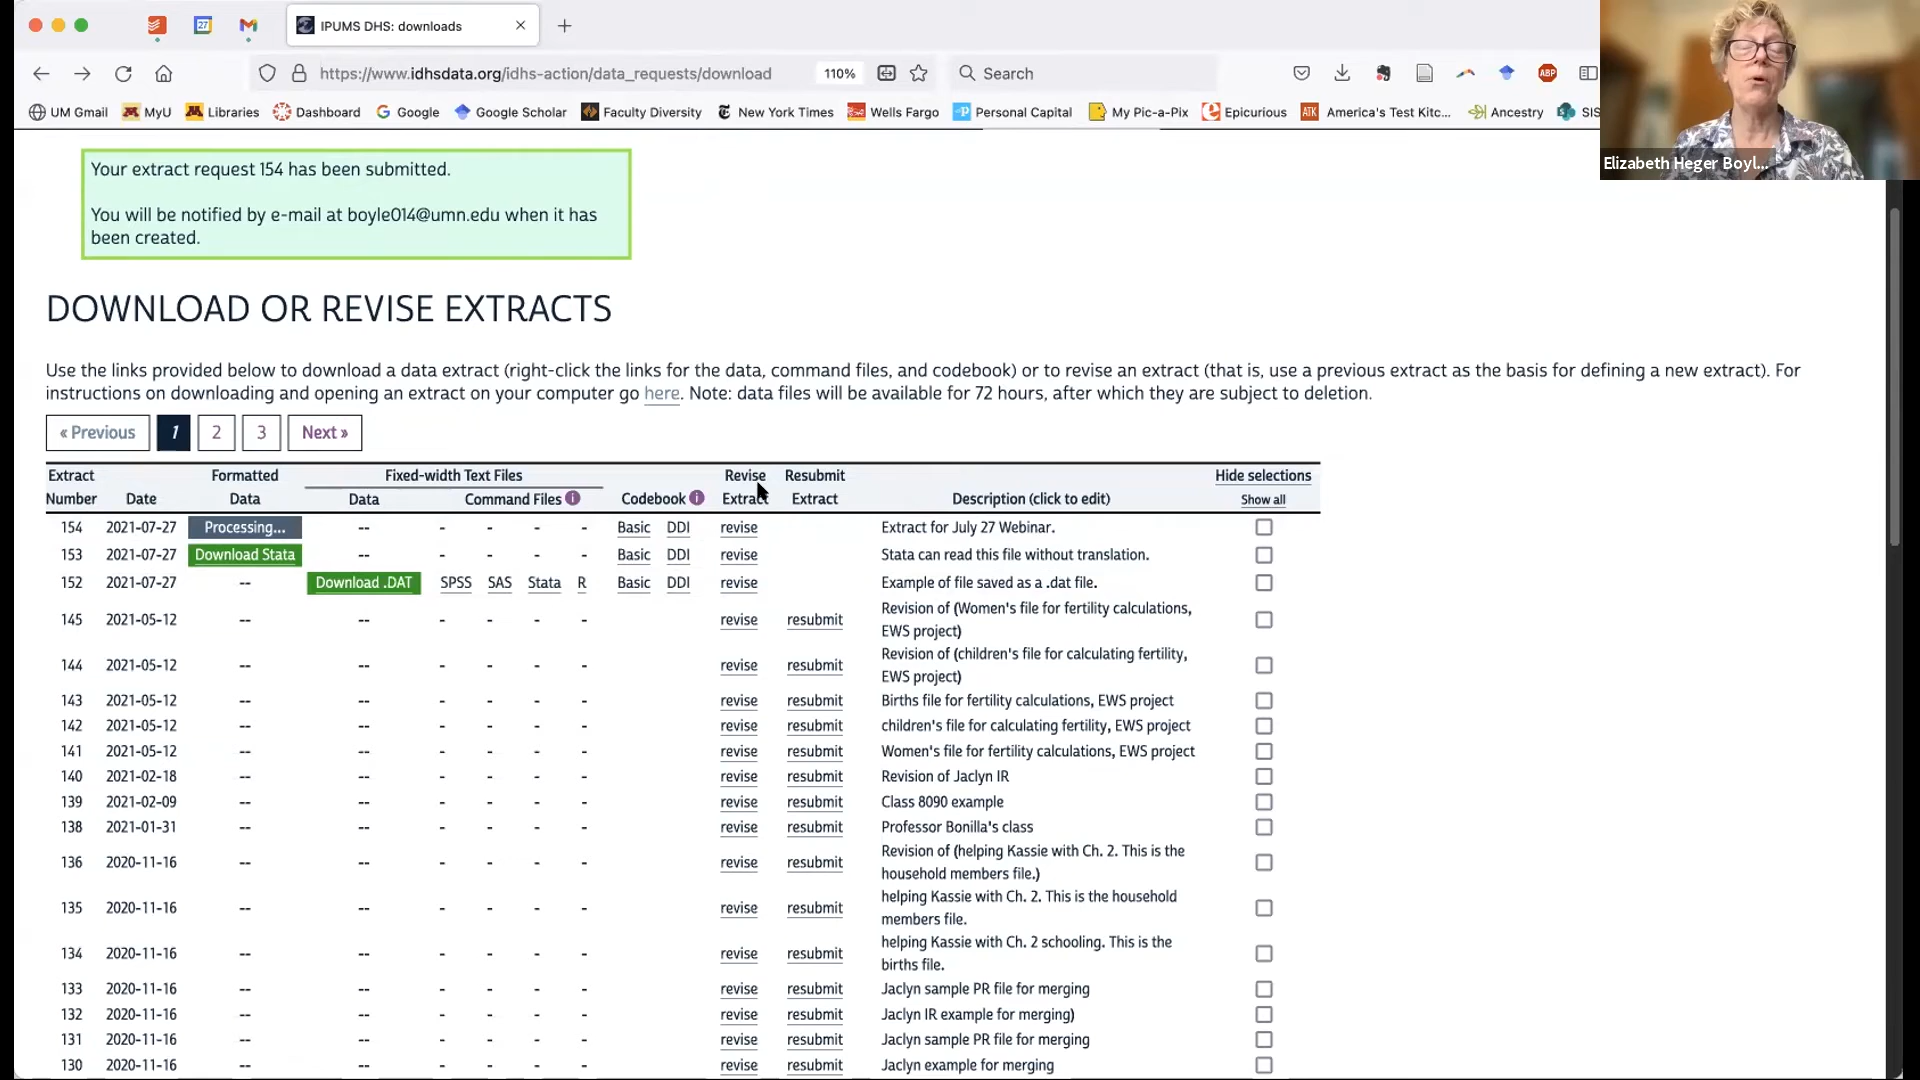 27
IPUMS DHS: downloads
https://www.idhsdata.org/idhs-action/data_requests/download
110%
Search
ABP
UM Gmail MyU Libraries Dashboard Google Google Scholar Faculty Diversity New York Times Wells Fargo Personal Capital My Pic-a-Pix Epicurious ATK America's Test Kitc... Ancestry SIS
Elizabeth Heger Boyl...
Your extract request 154 has been submitted.
You will be notified by e-mail at boyle014@umn.edu when it has
been created.
DOWNLOAD OR REVISE EXTRACTS
Use the links provided below to download a data extract (right-click the links for the data, command files, and codebook) or to revise an extract (that is, use a previous extract as the basis for defining a new extract). For
instructions on downloading and opening an extract on your computer go here. Note: data files will be available for 72 hours, after which they are subject to deletion.
« Previous 1 2 3 Next »
Extract Formatted Fixed-width Text Files Revise Resubmit Hide selections
Number Date Data Data Command Files i Codebook i Extract Extract Description (click to edit) Show all
154 2021-07-27 Processing... -- - - - - Basic DDI revise Extract for July 27 Webinar.
153 2021-07-27 Download Stata -- - - - - Basic DDI revise Stata can read this file without translation.
152 2021-07-27 -- Download .DAT SPSS SAS Stata R Basic DDI revise Example of file saved as a .dat file.
145 2021-05-12 -- -- - - - - revise resubmit Revision of (Women's file for fertility calculations,
EWS project)
144 2021-05-12 -- -- - - - - revise resubmit Revision of (children's file for calculating fertility,
EWS project)
143 2021-05-12 -- -- - - - - revise resubmit Births file for fertility calculations, EWS project
142 2021-05-12 -- -- - - - - revise resubmit children's file for calculating fertility, EWS project
141 2021-05-12 -- -- - - - - revise resubmit Women's file for fertility calculations, EWS project
140 2021-02-18 -- -- - - - - revise resubmit Revision of Jaclyn IR
139 2021-02-09 -- -- - - - - revise resubmit Class 8090 example
138 2021-01-31 -- -- - - - - revise resubmit Professor Bonilla's class
136 2020-11-16 -- -- - - - - revise resubmit Revision of (helping Kassie with Ch. 2. This is the
household members file.)
135 2020-11-16 -- -- - - - - revise resubmit helping Kassie with Ch. 2. This is the household
members file.
134 2020-11-16 -- -- - - - - revise resubmit helping Kassie with Ch. 2 schooling. This is the
births file.
133 2020-11-16 -- -- - - - - revise resubmit Jaclyn sample PR file for merging
132 2020-11-16 -- -- - - - - revise resubmit Jaclyn IR example for merging)
131 2020-11-16 -- -- - - - - revise resubmit Jaclyn sample PR file for merging
130 2020-11-16 -- -- - - - - revise resubmit Jaclyn example for merging